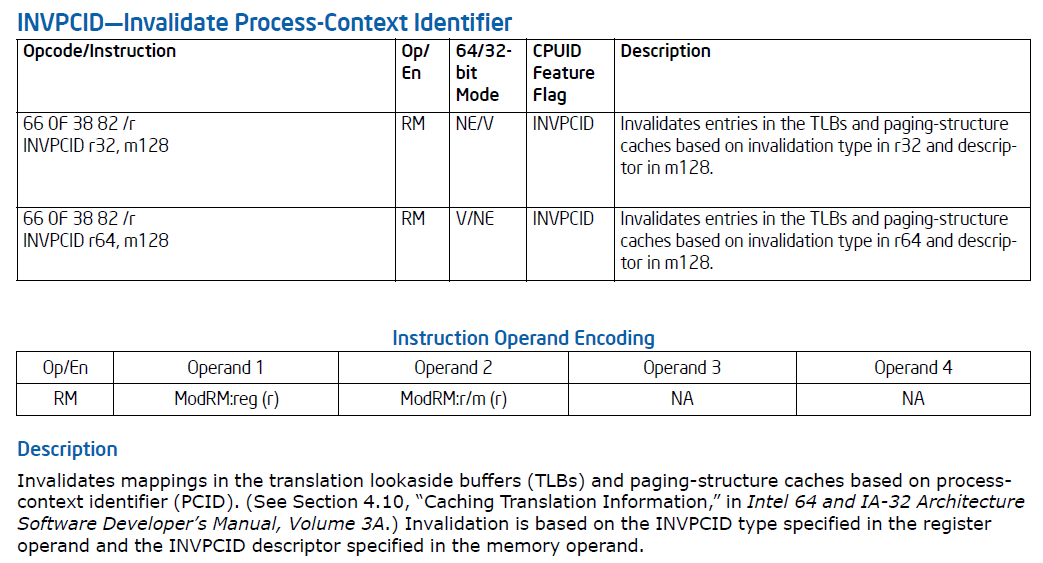 INVPCID—Invalidate Process-Context Identifier
Opcode/Instruction Op/ 64/32- CPUID Description
En bit Feature
Mode Flag
66 0F 38 82 /r RM NE/V INVPCID Invalidates entries in the TLBs and paging-structure
INVPCID r32, m128 caches based on invalidation type in r32 and descrip-
tor in m128.
66 0F 38 82 /r RM V/NE INVPCID Invalidates entries in the TLBs and paging-structure
INVPCID r64, m128 caches based on invalidation type in r64 and descrip-
tor in m128.
Instruction Operand Encoding
Op/En Operand 1 Operand 2 Operand 3 Operand 4
RM ModRM:reg (r) ModRM:r/m (r) NA NA
Description
Invalidates mappings in the translation lookaside buffers (TLBs) and paging-structure caches based on process-
context identifier (PCID). (See Section 4.10, “Caching Translation Information,” in Intel 64 and IA-32 Architecture
Software Developer’s Manual, Volume 3A.) Invalidation is based on the INVPCID type specified in the register
operand and the INVPCID descriptor specified in the memory operand.